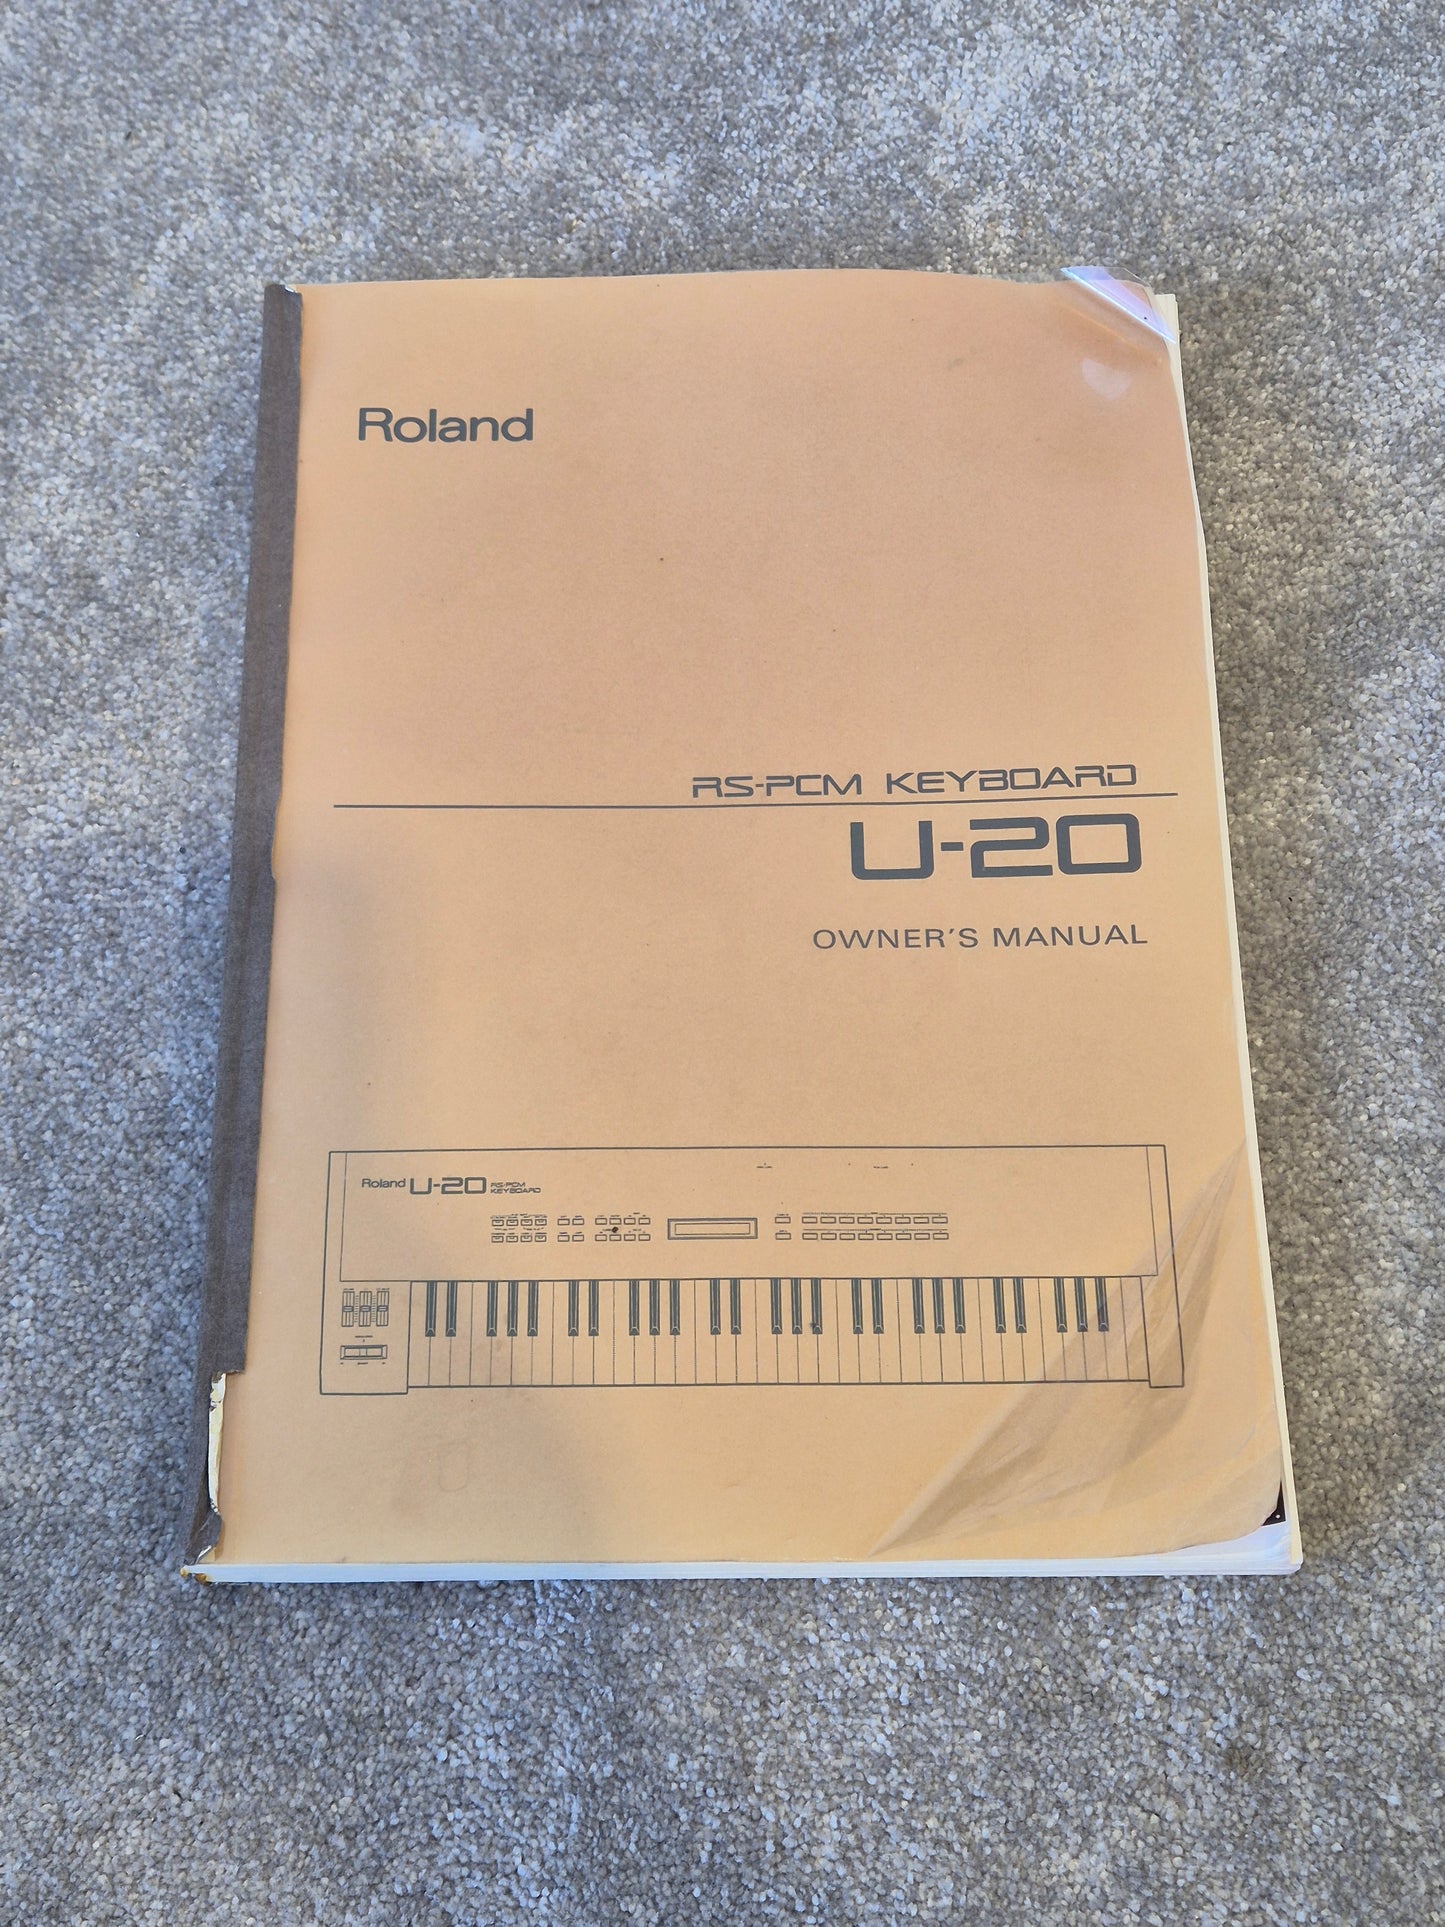 Roland
RS-PCM KEYBOARD
U-20
OWNER'S MANUAL
Roland U-20 RS-PCM
KEYBOARD